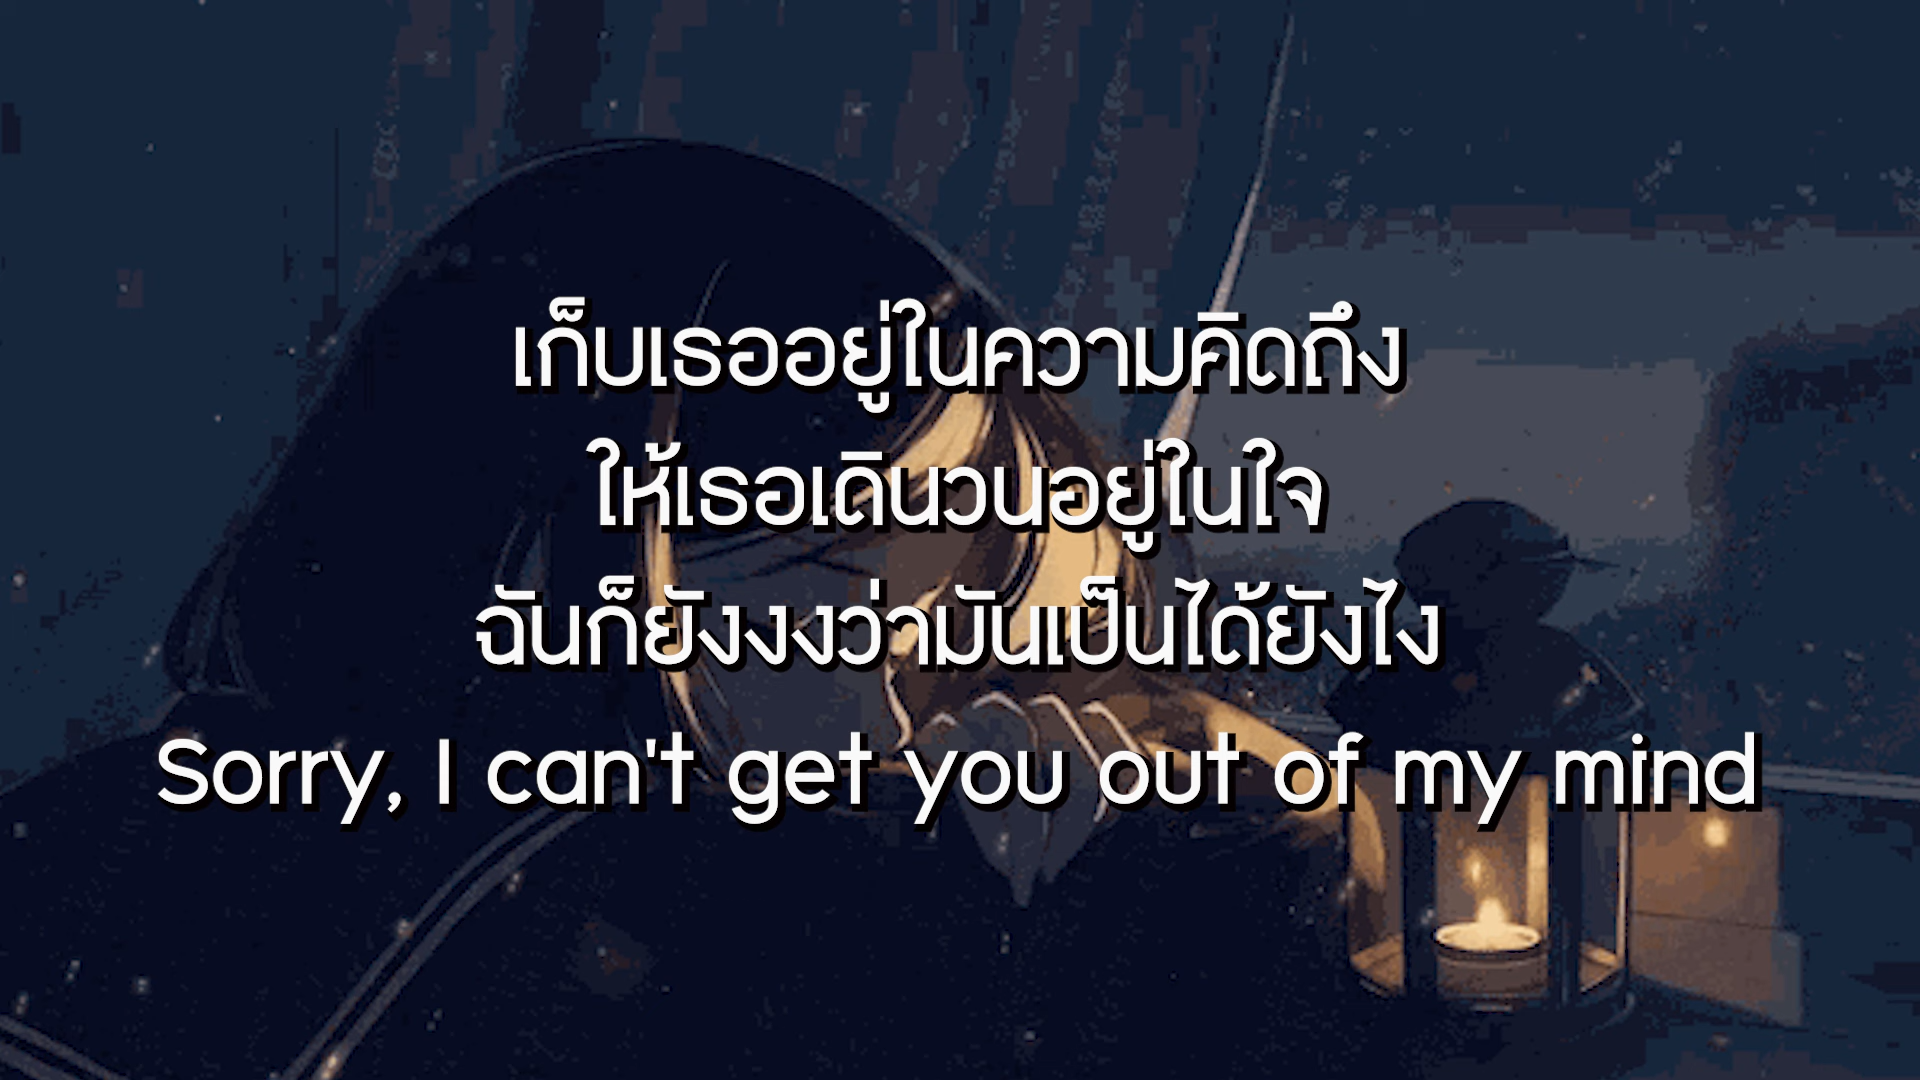 เก็บเธออยู่ในความคิดถึง
ให้เธอเดินวนอยู่ในใจ
ฉันก็ยังงงว่ามันเป็นได้ยังไง
Sorry, I can't get you out of my mind